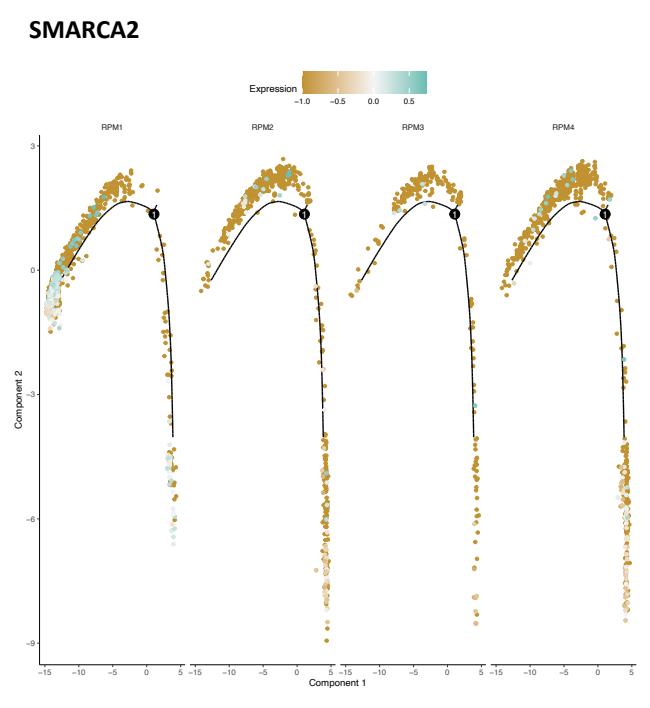 SMARCA2
Expression
−1.0 −0.5 0.0 0.5
RPM1 RPM2 RPM3 RPM4
3
0
−3
−6
−9
Component 2
1 1 1 1
−15 −10 −5 0 5 −15 −10 −5 0 5 −15 −10 −5 0 5 −15 −10 −5 0 5
Component 1